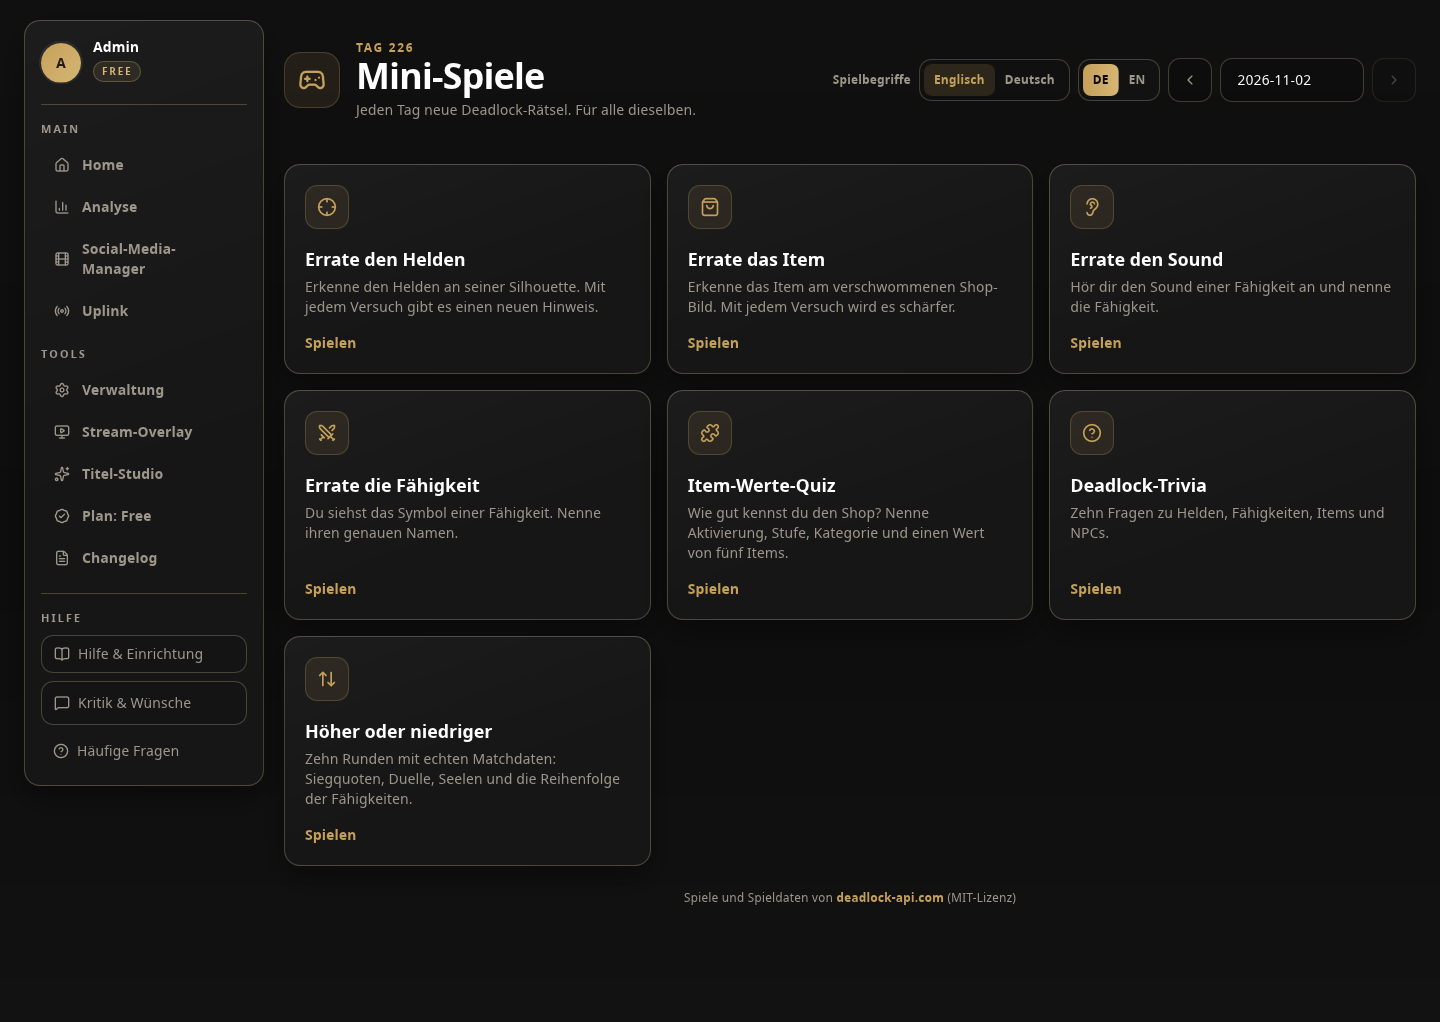 A
Admin
FREE
MAIN
Home
Analyse
Social-Media-
Manager
Uplink
TOOLS
Verwaltung
Stream-Overlay
Titel-Studio
Plan: Free
Changelog
HILFE
Hilfe & Einrichtung
Kritik & Wünsche
Häufige Fragen
TAG 226
Mini-Spiele
Jeden Tag neue Deadlock-Rätsel. Für alle dieselben.
Spielbegriffe
Englisch
Deutsch
DE
EN
2026-11-02
Errate den Helden
Erkenne den Helden an seiner Silhouette. Mit
jedem Versuch gibt es einen neuen Hinweis.
Spielen
Errate das Item
Erkenne das Item am verschwommenen Shop-
Bild. Mit jedem Versuch wird es schärfer.
Spielen
Errate den Sound
Hör dir den Sound einer Fähigkeit an und nenne
die Fähigkeit.
Spielen
Errate die Fähigkeit
Du siehst das Symbol einer Fähigkeit. Nenne
ihren genauen Namen.
Spielen
Item-Werte-Quiz
Wie gut kennst du den Shop? Nenne
Aktivierung, Stufe, Kategorie und einen Wert
von fünf Items.
Spielen
Deadlock-Trivia
Zehn Fragen zu Helden, Fähigkeiten, Items und
NPCs.
Spielen
Höher oder niedriger
Zehn Runden mit echten Matchdaten:
Siegquoten, Duelle, Seelen und die Reihenfolge
der Fähigkeiten.
Spielen
Spiele und Spieldaten von deadlock-api.com (MIT-Lizenz)